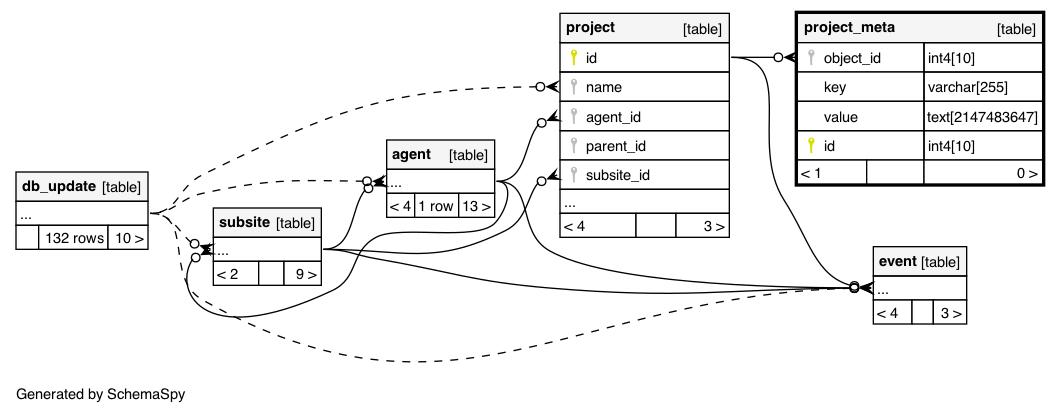 project [table]
id
name
agent_id
parent_id
subsite_id
...
< 4 3 >
project_meta [table]
object_id int4[10]
key varchar[255]
value text[2147483647]
id int4[10]
< 1 0 >
agent [table]
...
< 4 1 row 13 >
db_update [table]
...
132 rows 10 >
subsite [table]
...
< 2 9 >
event [table]
...
< 4 3 >
Generated by SchemaSpy